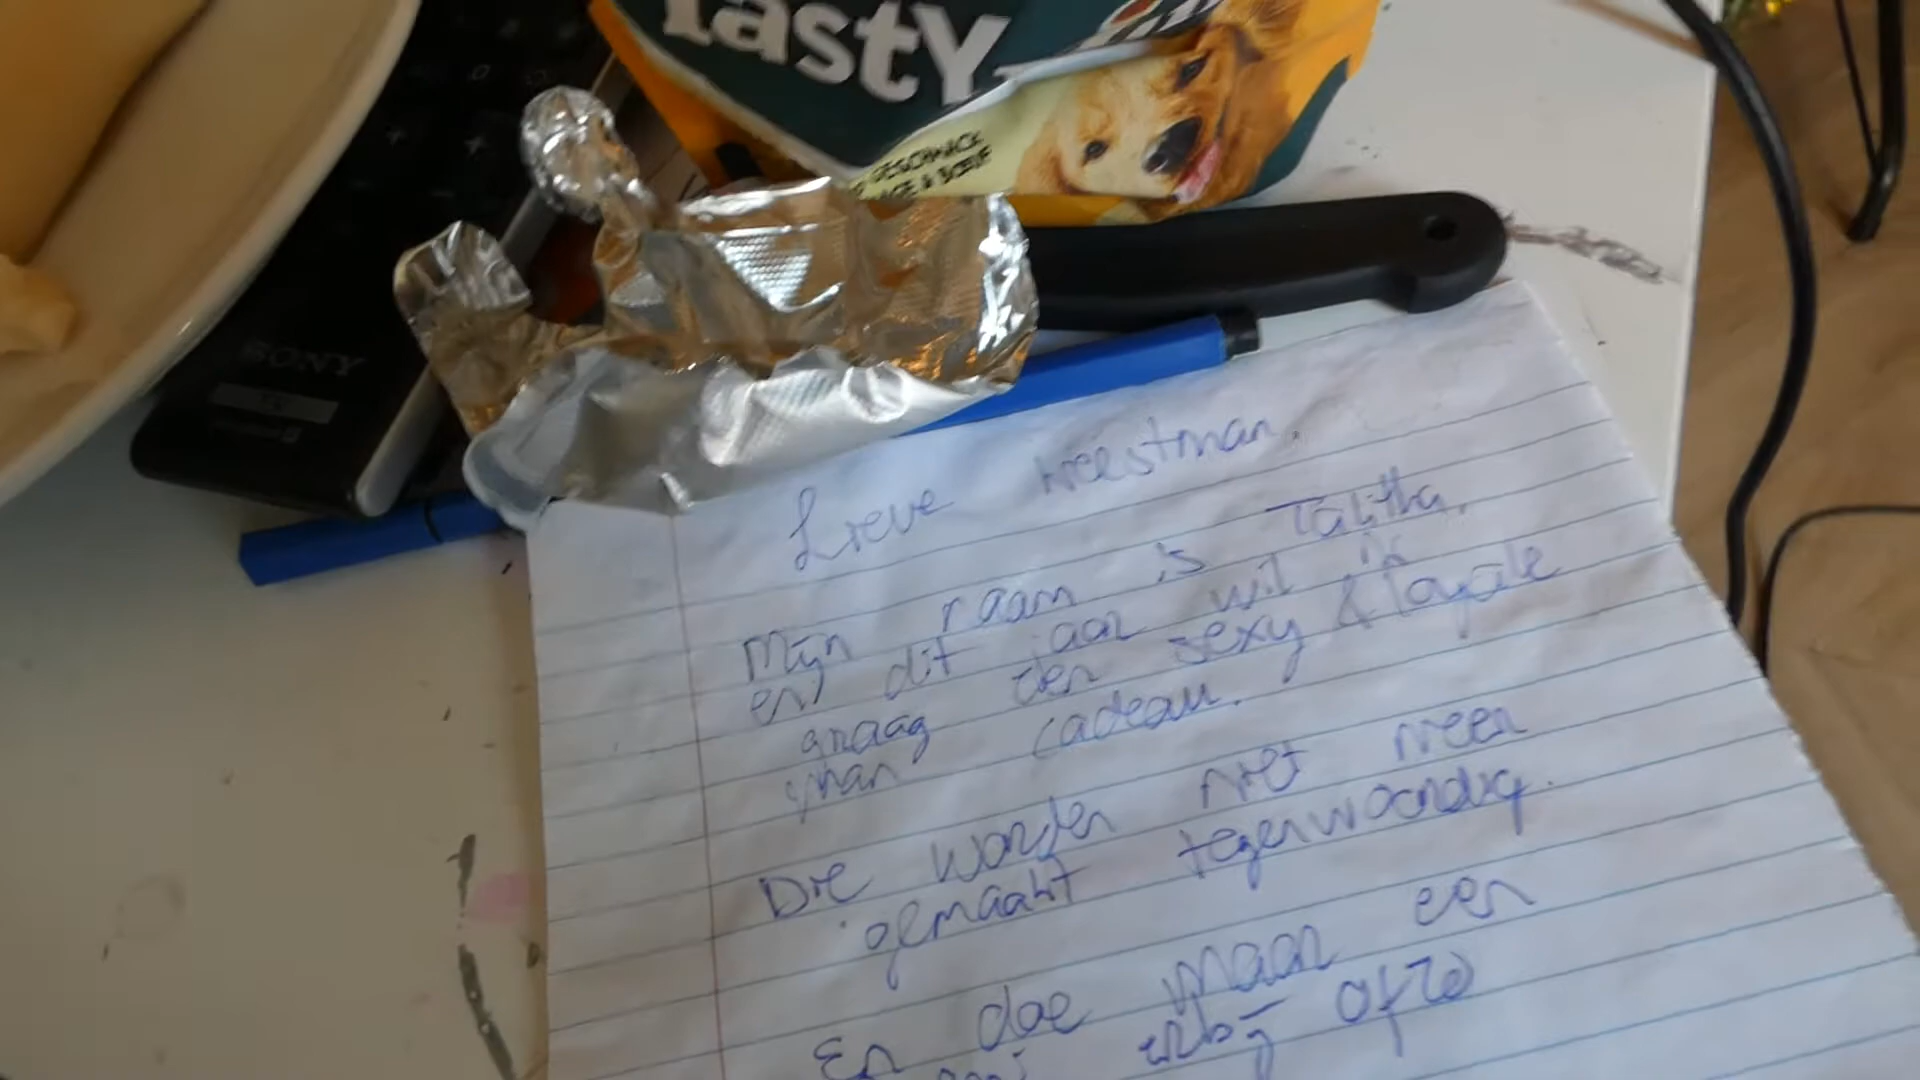 Tasty
SONY
Lieve kerstman.
Mijn naam is Talitha.
en dit jaar wil ik
graag een sexy & loyale
man cadeau.
Die worden niet meer
gemaakt tegenwoordig.
En doe maar een
erbij ofzo